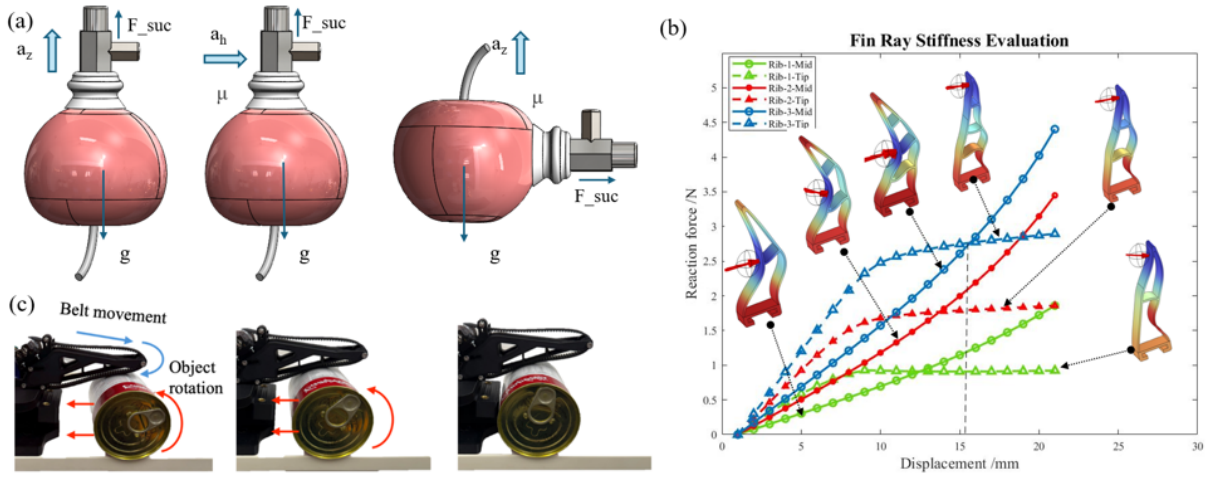 (a)
F_suc
a_z
g
F_suc
a_h
μ
g
a_z
μ
F_suc
g
(b)
Fin Ray Stiffness Evaluation
Rib-1-Mid
Rib-1-Tip
Rib-2-Mid
Rib-2-Tip
Rib-3-Mid
Rib-3-Tip
Reaction force /N
5
4.5
4
3.5
3
2.5
2
1.5
1
0.5
0
0
5
10
15
20
25
30
Displacement /mm
(c)
Belt movement
Object
rotation